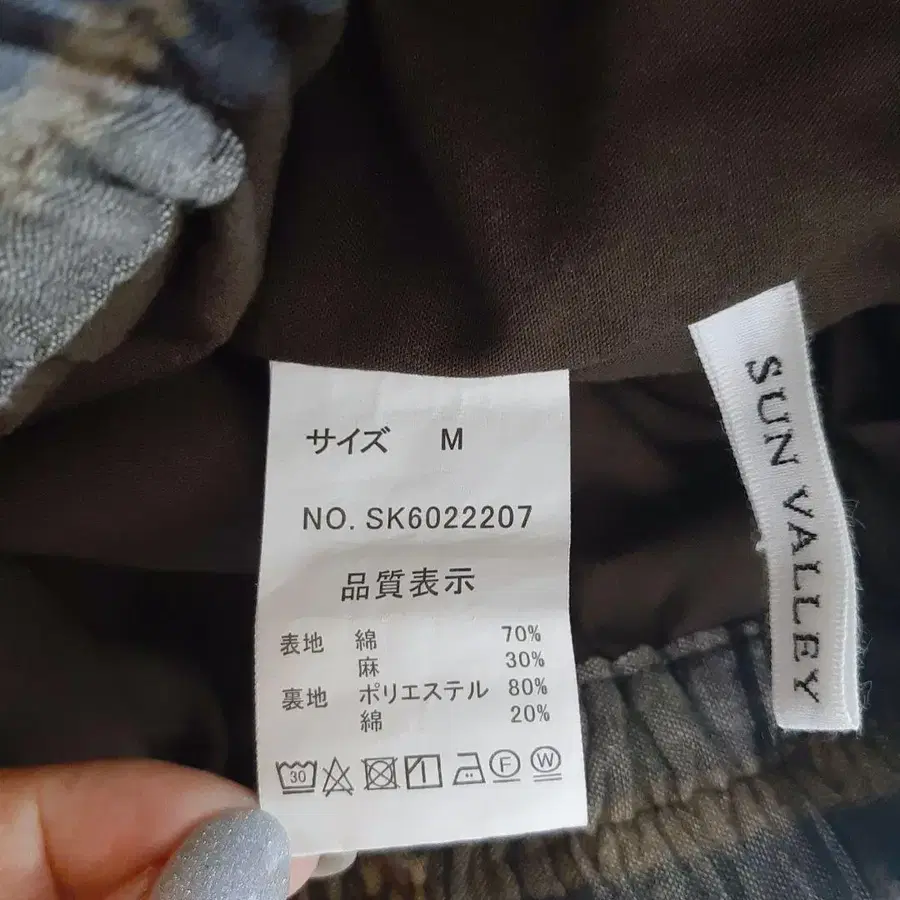 サイズ M
NO. SK6022207
品質表示
表地 綿 70%
麻 30%
裏地 ポリエステル 80%
綿 20%
30 F W
SUN VALLEY